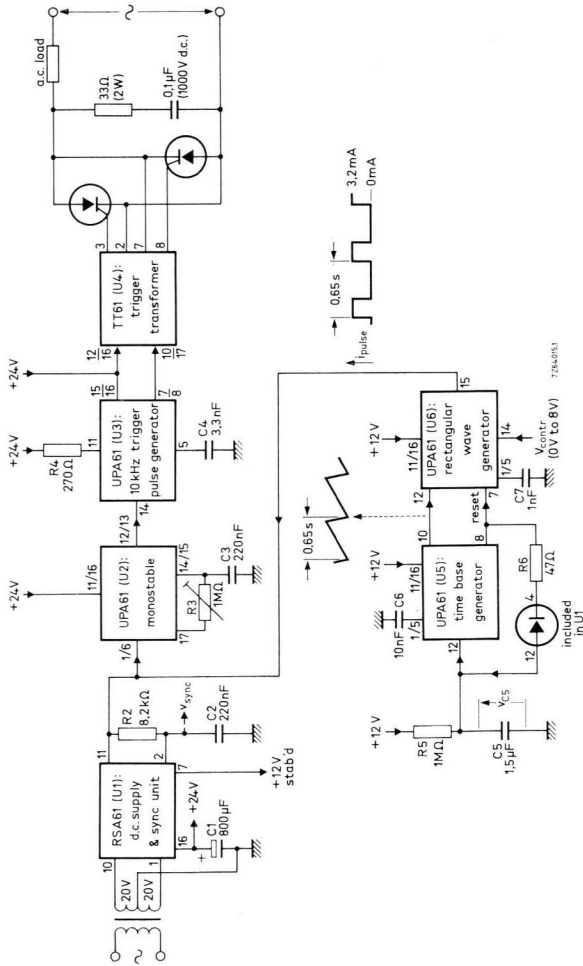 a.c. load
33Ω
(2W)
0,1µF
(1000V d.c.)
3
2
7
8
TT61 (U4):
trigger
transformer
12
16
10
17
+24V
15
16
7
8
+24V
R4
270Ω
11
UPA61 (U3):
10kHz trigger
pulse generator
5
C4
3,3nF
14
12/13
+24V
11/16
UPA61 (U2):
monostable
14/15
17
R3
1MΩ
C3
220nF
1/6
11
R2
8,2kΩ
vsync
C2
220nF
2
RSA61 (U1):
d.c. supply
& sync unit
7
+12V
stab'd
16
+24V
+
C1
800µF
10
1
20V
20V
~
~
3,2mA
0mA
0,65s
ipulse
0,65s
15
+12V
11/16
UPA61 (U6):
rectangular
wave
generator
14
Vcontr
(0V to 8V)
1/5
C7
1nF
12
7
reset
10
8
+12V
11/16
UPA61 (U5):
time base
generator
C6
10nF
1/5
12
R6
47Ω
4
12
included
in U1
+12V
R5
1MΩ
C5
1,5µF
vC5
7Z64015.1